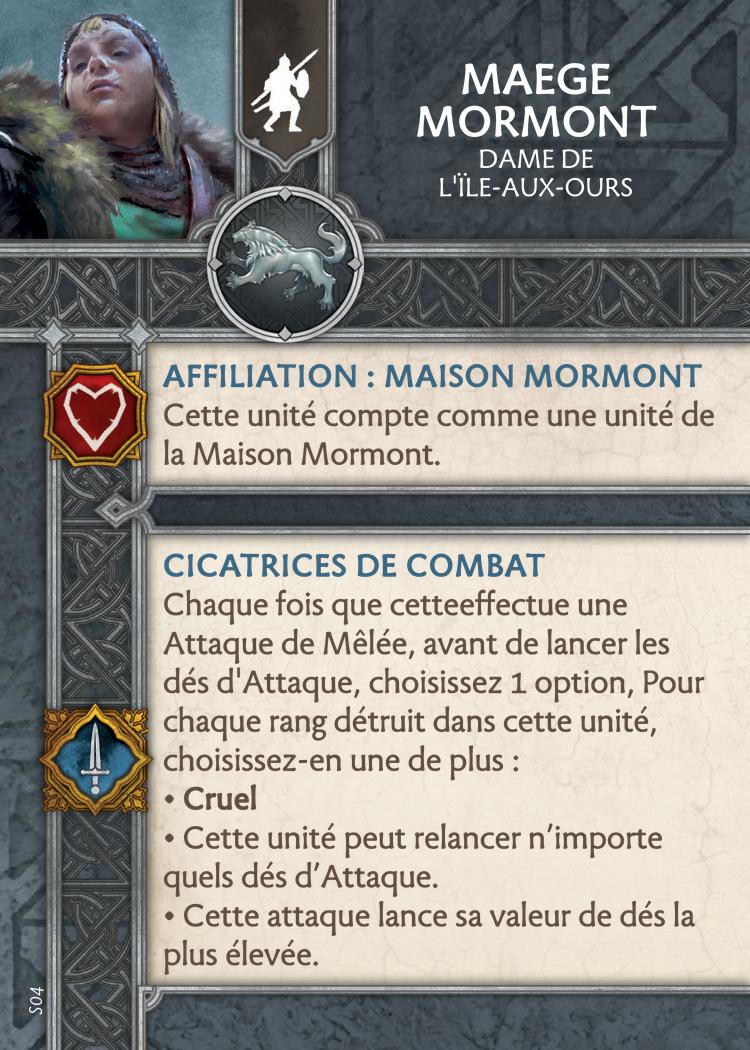 MAEGE
MORMONT
DAME DE
L'ÏLE-AUX-OURS
AFFILIATION : MAISON MORMONT
Cette unité compte comme une unité de
la Maison Mormont.
CICATRICES DE COMBAT
Chaque fois que cetteeffectue une
Attaque de Mêlée, avant de lancer les
dés d'Attaque, choisissez 1 option, Pour
chaque rang détruit dans cette unité,
choisissez-en une de plus :
• Cruel
• Cette unité peut relancer n’importe
quels dés d’Attaque.
• Cette attaque lance sa valeur de dés la
plus élevée.
S04